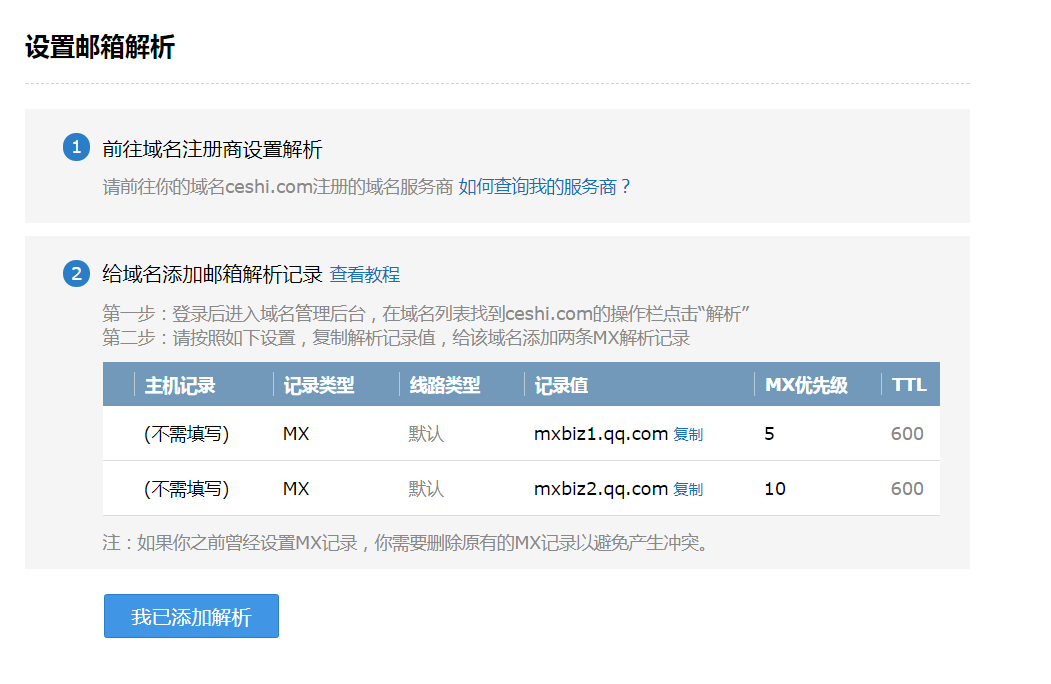 设置邮箱解析
1 前往域名注册商设置解析
请前往你的域名ceshi.com注册的域名服务商 如何查询我的服务商？
2 给域名添加邮箱解析记录 查看教程
第一步：登录后进入域名管理后台，在域名列表找到ceshi.com的操作栏点击“解析”
第二步：请按照如下设置，复制解析记录值，给该域名添加两条MX解析记录
主机记录 记录类型 线路类型 记录值 MX优先级 TTL
(不需填写) MX 默认 mxbiz1.qq.com 复制 5 600
(不需填写) MX 默认 mxbiz2.qq.com 复制 10 600
注：如果你之前曾经设置MX记录，你需要删除原有的MX记录以避免产生冲突。
我已添加解析